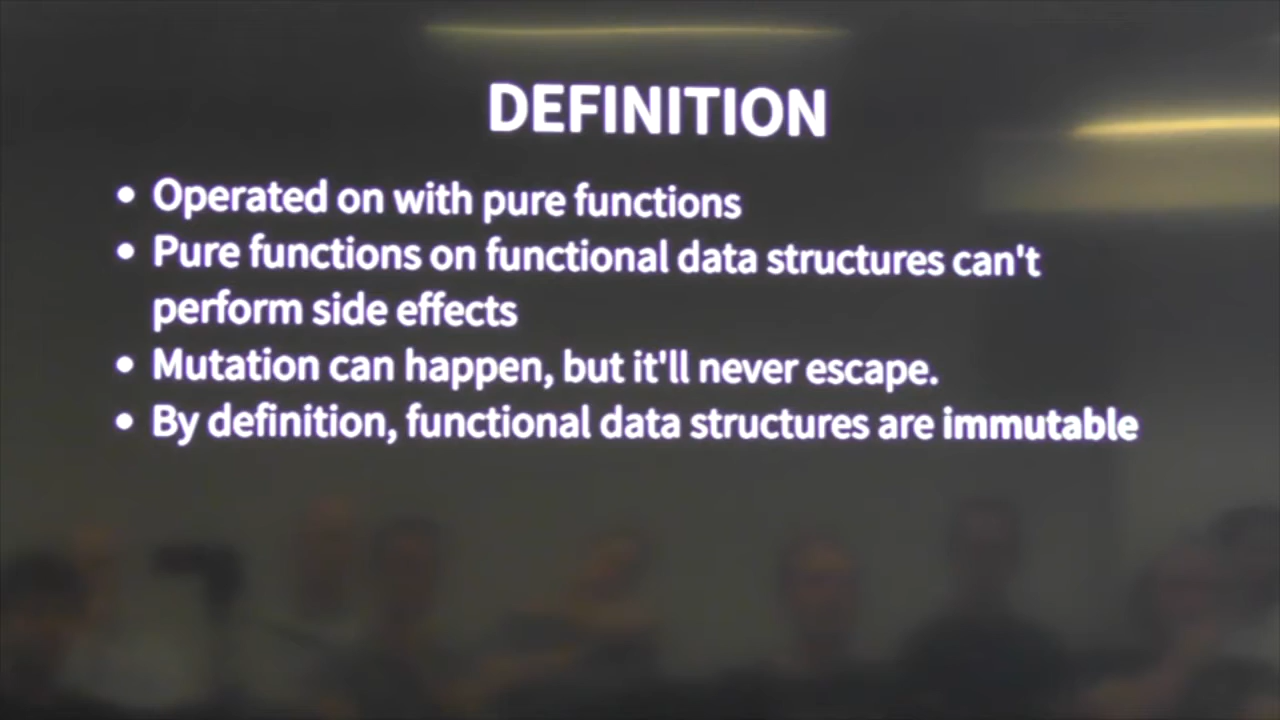 DEFINITION
• Operated on with pure functions
• Pure functions on functional data structures can't
perform side effects
• Mutation can happen, but it'll never escape.
• By definition, functional data structures are immutable